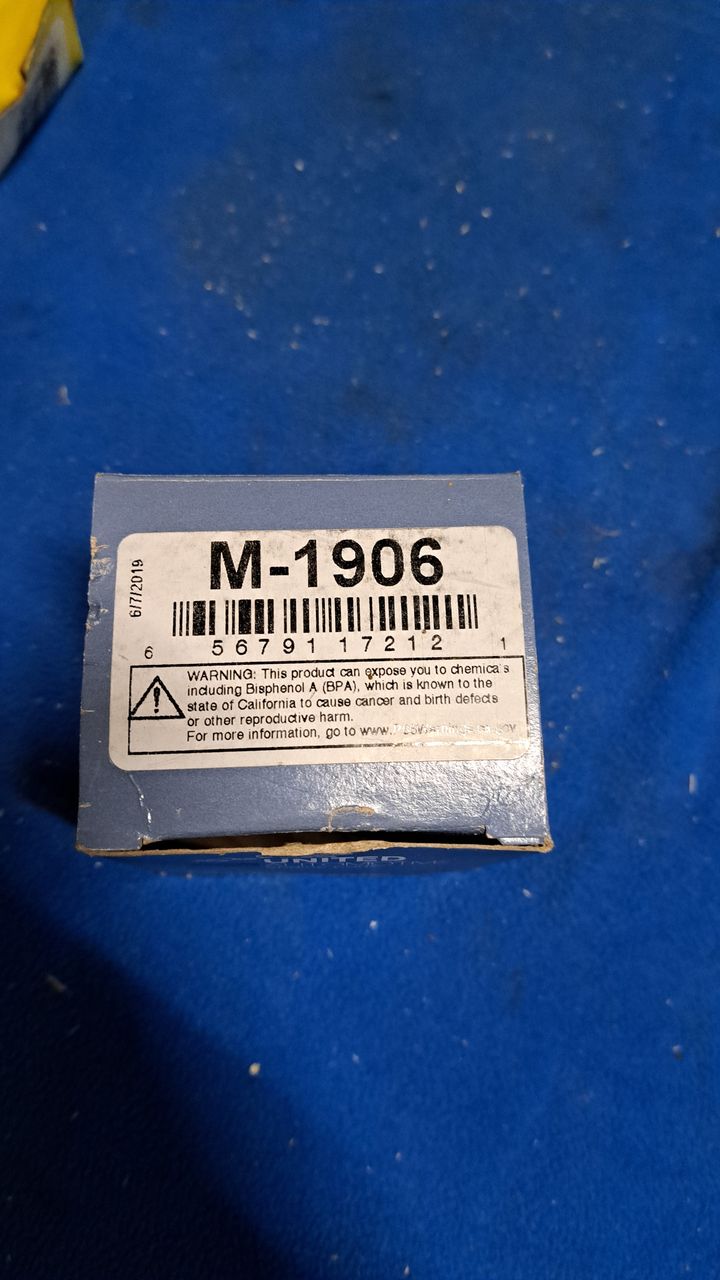 M-1906
6/7/2019
6 56791 17212 1
WARNING: This product can expose you to chemicals
including Bisphenol A (BPA), which is known to the
state of California to cause cancer and birth defects
or other reproductive harm.
For more information, go to
UNITED